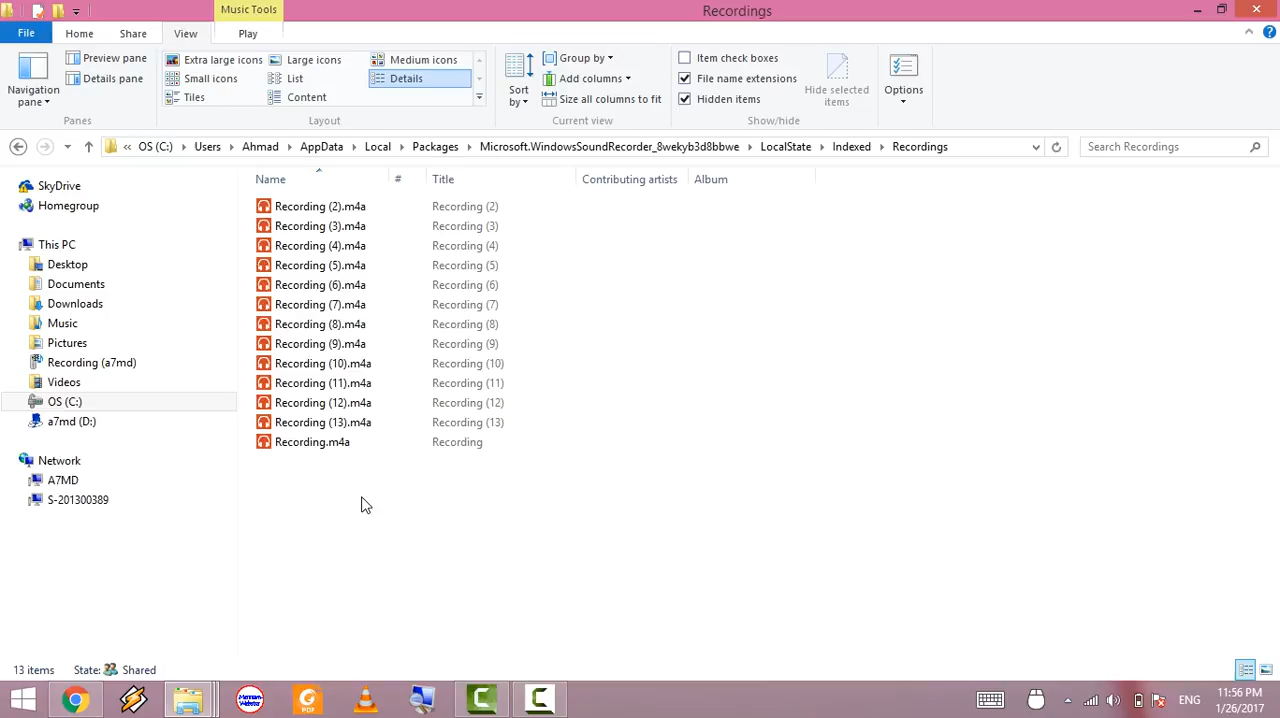 Music Tools
Recordings
File
Home
Share
View
Play
Navigation pane
Preview pane
Details pane
Panes
Extra large icons
Large icons
Medium icons
Small icons
List
Details
Tiles
Content
Layout
Sort by
Group by
Add columns
Size all columns to fit
Current view
Item check boxes
File name extensions
Hidden items
Hide selected items
Show/hide
Options
« OS (C:) Users Ahmad AppData Local Packages Microsoft.WindowsSoundRecorder_8wekyb3d8bbwe LocalState Indexed Recordings
Search Recordings
SkyDrive
Homegroup
This PC
Desktop
Documents
Downloads
Music
Pictures
Recording (a7md)
Videos
OS (C:)
a7md (D:)
Network
A7MD
S-201300389
Name # Title Contributing artists Album
Recording (2).m4a Recording (2)
Recording (3).m4a Recording (3)
Recording (4).m4a Recording (4)
Recording (5).m4a Recording (5)
Recording (6).m4a Recording (6)
Recording (7).m4a Recording (7)
Recording (8).m4a Recording (8)
Recording (9).m4a Recording (9)
Recording (10).m4a Recording (10)
Recording (11).m4a Recording (11)
Recording (12).m4a Recording (12)
Recording (13).m4a Recording (13)
Recording.m4a Recording
13 items State: Shared
PDF
ENG
11:56 PM
1/26/2017